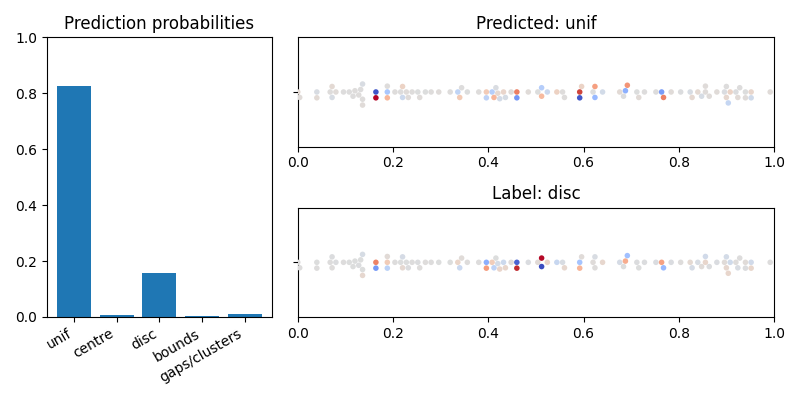 Prediction probabilities
1.0
0.8
0.6
0.4
0.2
0.0
unif
centre
disc
bounds
gaps/clusters
Predicted: unif
0.0 0.2 0.4 0.6 0.8 1.0
Label: disc
0.0 0.2 0.4 0.6 0.8 1.0